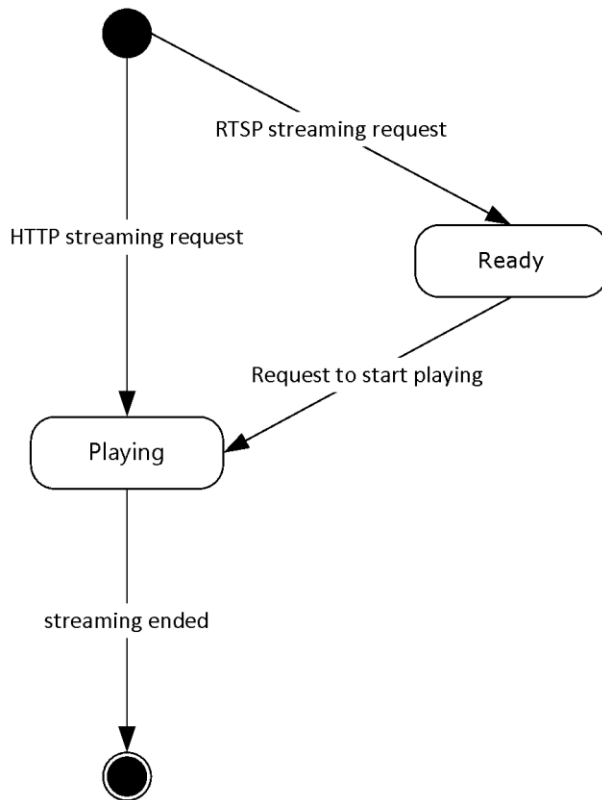 RTSP streaming request
HTTP streaming request
Ready
Request to start playing
Playing
streaming ended